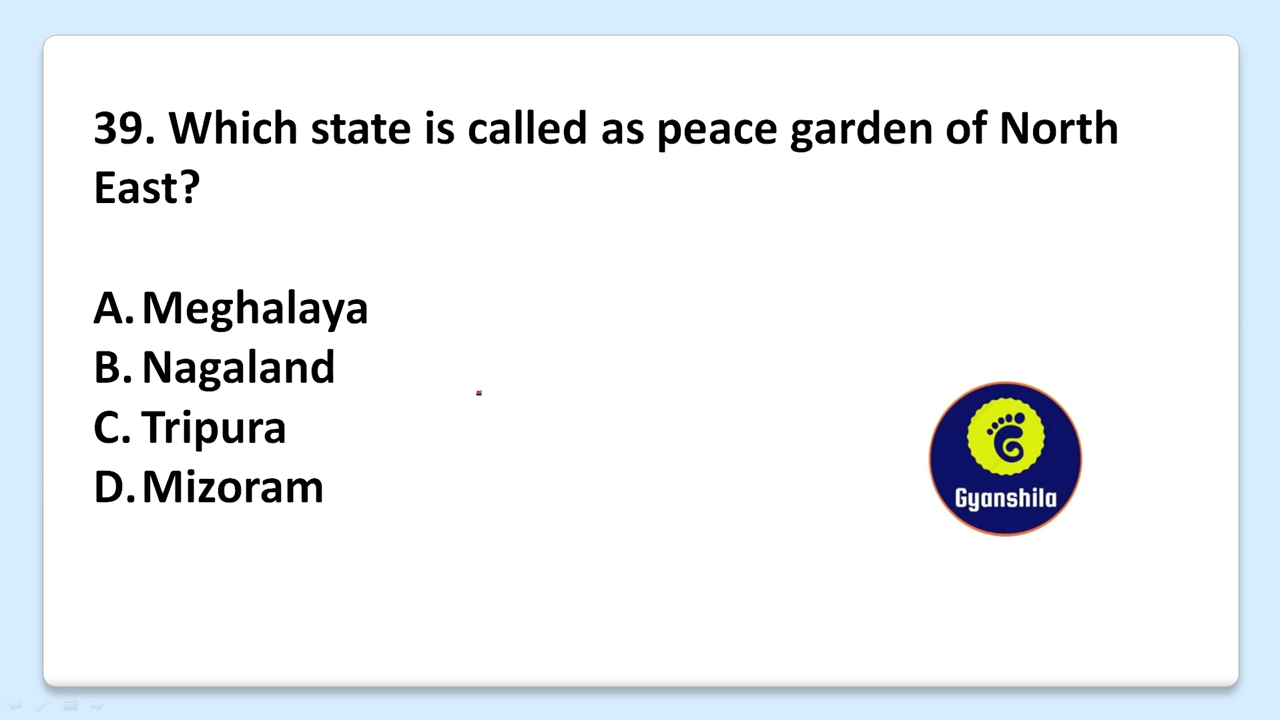 39. Which state is called as peace garden of North
East?
A. Meghalaya
B. Nagaland
C. Tripura
D. Mizoram
Gyanshila